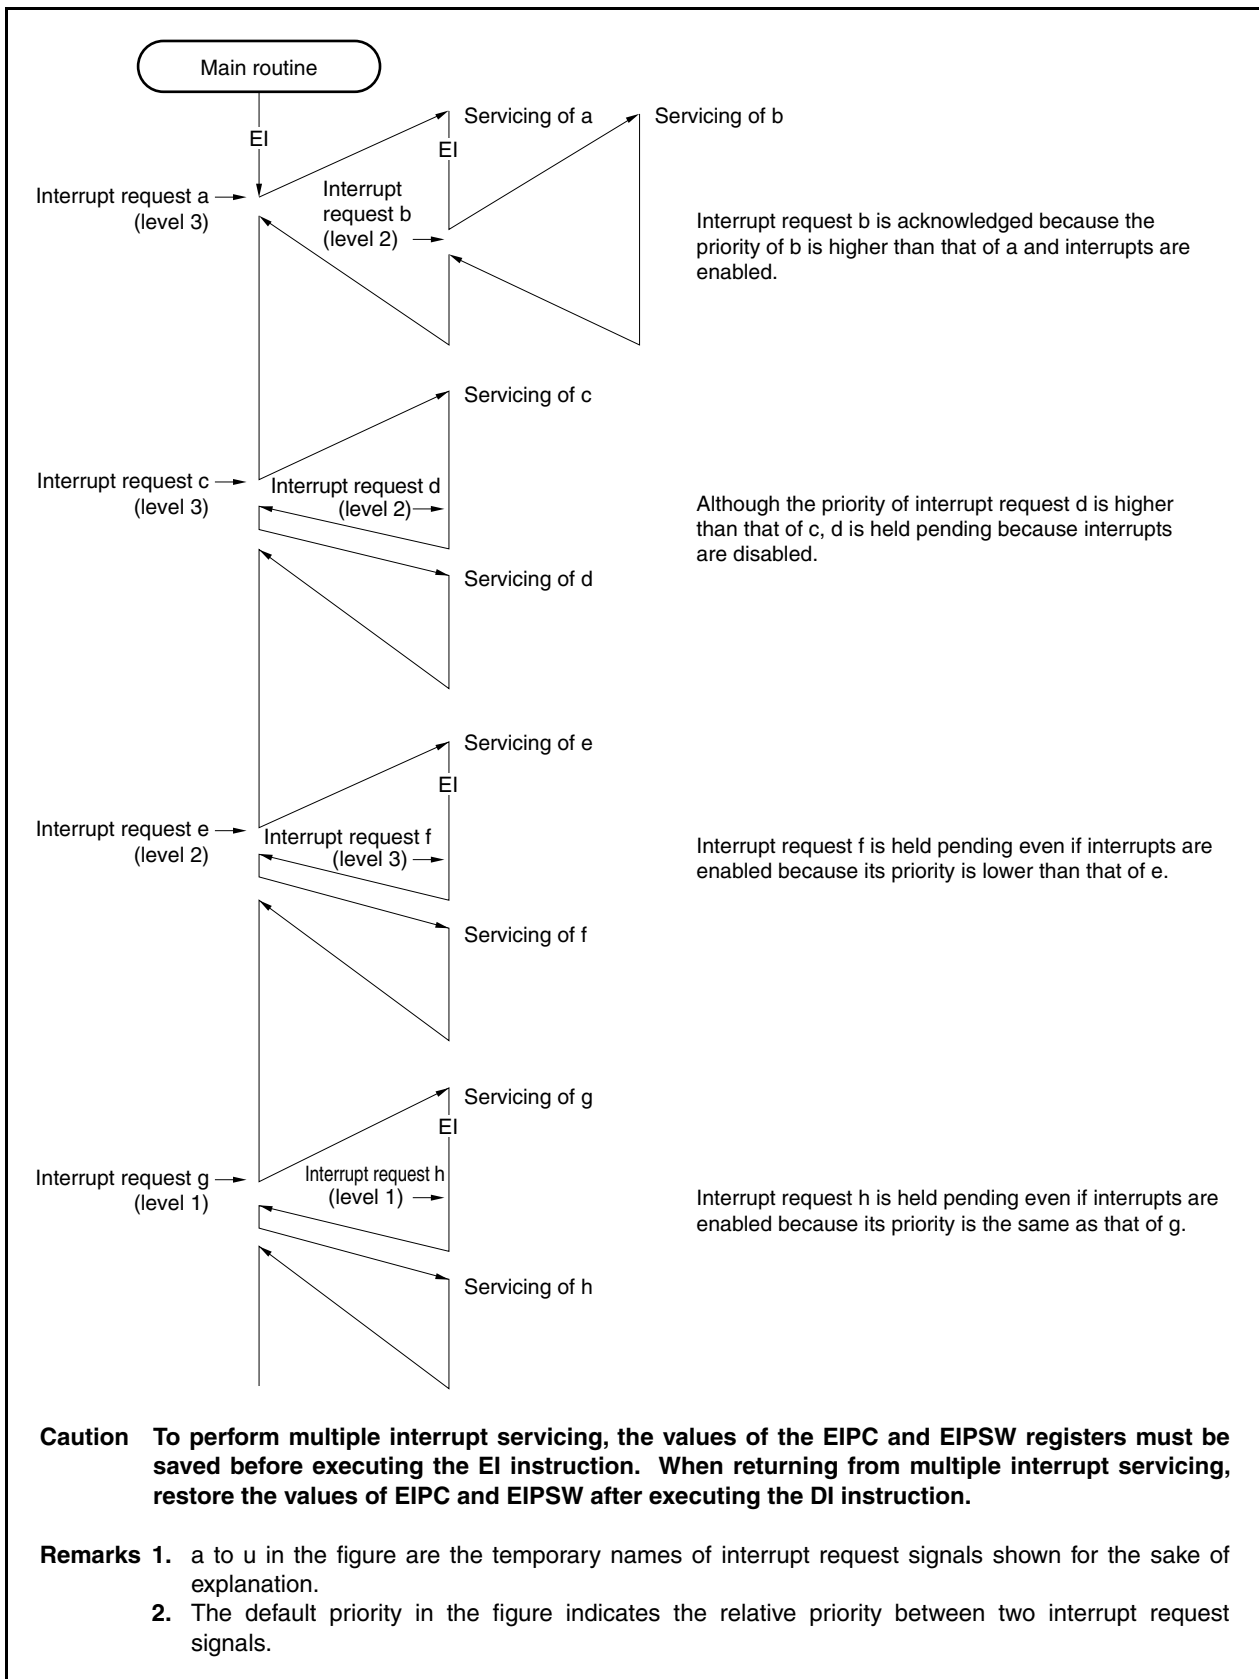 Main routine
EI
Servicing of a
Servicing of b
EI
Interrupt request a
(level 3)
Interrupt
request b
(level 2)
Interrupt request b is acknowledged because the
priority of b is higher than that of a and interrupts are
enabled.
Servicing of c
Interrupt request c
(level 3)
Interrupt request d
(level 2)
Although the priority of interrupt request d is higher
than that of c, d is held pending because interrupts
are disabled.
Servicing of d
Servicing of e
EI
Interrupt request e
(level 2)
Interrupt request f
(level 3)
Interrupt request f is held pending even if interrupts are
enabled because its priority is lower than that of e.
Servicing of f
Servicing of g
EI
Interrupt request g
(level 1)
Interrupt request h
(level 1)
Interrupt request h is held pending even if interrupts are
enabled because its priority is the same as that of g.
Servicing of h
Caution To perform multiple interrupt servicing, the values of the EIPC and EIPSW registers must be
saved before executing the EI instruction. When returning from multiple interrupt servicing,
restore the values of EIPC and EIPSW after executing the DI instruction.
Remarks 1. a to u in the figure are the temporary names of interrupt request signals shown for the sake of
explanation.
2. The default priority in the figure indicates the relative priority between two interrupt request
signals.